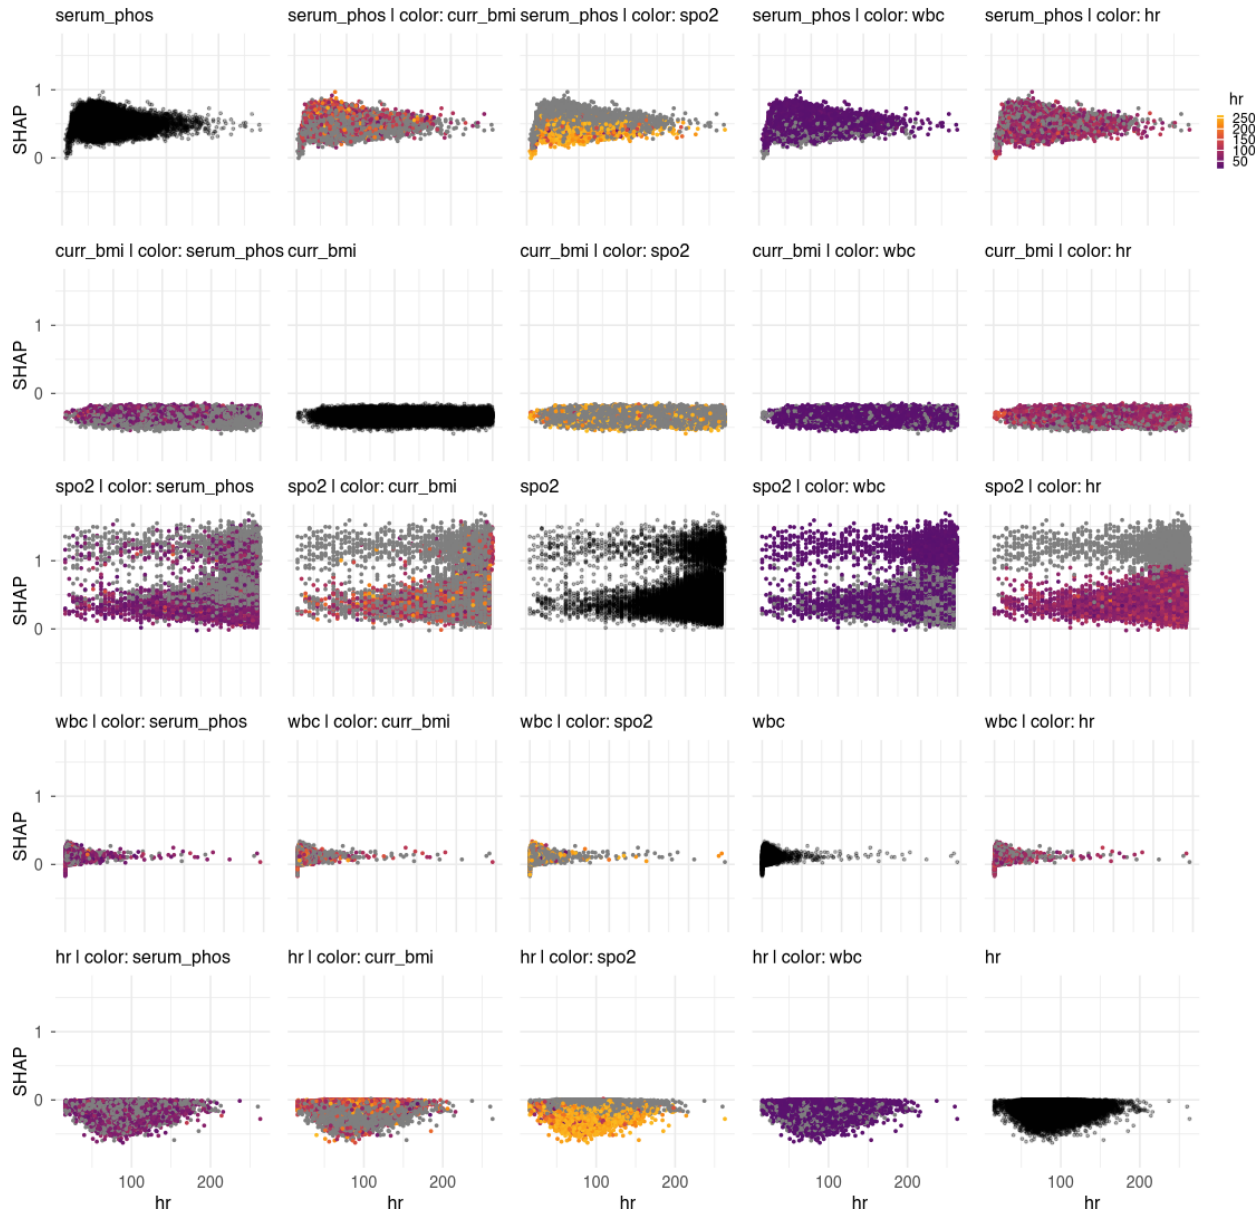 serum_phos
serum_phos | color: curr_bmi
serum_phos | color: spo2
serum_phos | color: wbc
serum_phos | color: hr
SHAP
1
0
hr
250
200
150
100
50
curr_bmi | color: serum_phos
curr_bmi
curr_bmi | color: spo2
curr_bmi | color: wbc
curr_bmi | color: hr
SHAP
1
0
spo2 | color: serum_phos
spo2 | color: curr_bmi
spo2
spo2 | color: wbc
spo2 | color: hr
SHAP
1
0
wbc | color: serum_phos
wbc | color: curr_bmi
wbc | color: spo2
wbc
wbc | color: hr
SHAP
1
0
hr | color: serum_phos
hr | color: curr_bmi
hr | color: spo2
hr | color: wbc
hr
SHAP
1
0
100 200
100 200
100 200
100 200
100 200
hr
hr
hr
hr
hr